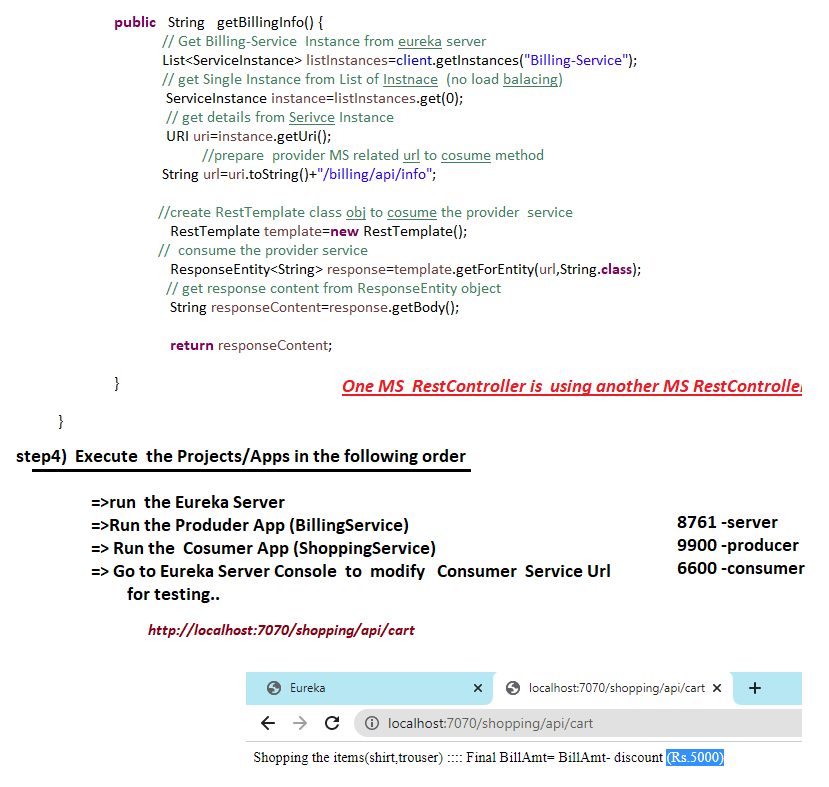 public String getBillingInfo() {
// Get Billing-Service Instance from eureka server
List<ServiceInstance> listInstances=client.getInstances("Billing-Service");
// get Single Instance from List of Instnace (no load balacing)
ServiceInstance instance=listInstances.get(0);
// get details from Serivce Instance
URI uri=instance.getUri();
//prepare provider MS related url to cosume method
String url=uri.toString()+"/billing/api/info";
//create RestTemplate class obj to cosume the provider service
RestTemplate template=new RestTemplate();
// consume the provider service
ResponseEntity<String> response=template.getForEntity(url,String.class);
// get response content from ResponseEntity object
String responseContent=response.getBody();
return responseContent;
}
One MS RestController is using another MS RestController
}
step4) Execute the Projects/Apps in the following order
=>run the Eureka Server
=>Run the Produder App (BillingService)
=> Run the Cosumer App (ShoppingService)
=> Go to Eureka Server Console to modify Consumer Service Url
for testing..
8761 -server
9900 -producer
6600 -consumer
http://localhost:7070/shopping/api/cart
Eureka
localhost:7070/shopping/api/cart
localhost:7070/shopping/api/cart
Shopping the items(shirt,trouser) :::: Final BillAmt= BillAmt- discount (Rs.5000)